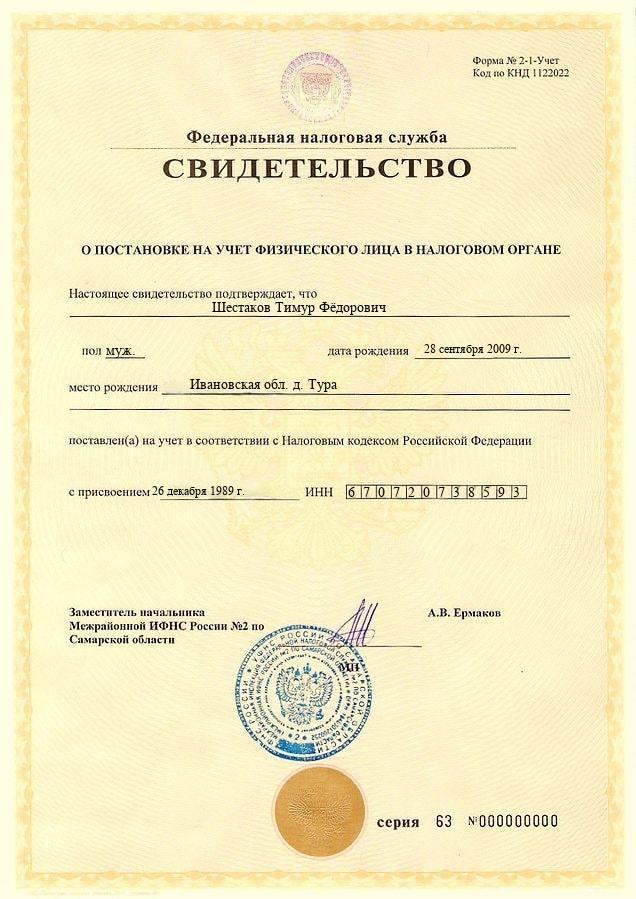 Форма № 2-1-Учет
Код по КНД 1122022
Федеральная налоговая служба
СВИДЕТЕЛЬСТВО
О ПОСТАНОВКЕ НА УЧЕТ ФИЗИЧЕСКОГО ЛИЦА В НАЛОГОВОМ ОРГАНЕ
Настоящее свидетельство подтверждает, что
Шестаков Тимур Фёдорович
пол муж. дата рождения 28 сентября 2009 г.
место рождения Ивановская обл. д. Тура
поставлен(а) на учет в соответствии с Налоговым кодексом Российской Федерации
с присвоением 26 декабря 1989 г. ИНН 670720738593
Заместитель начальника
Межрайонной ИФНС России №2 по
Самарской области
А.В. Ермаков
МП
серия 63 №000000000